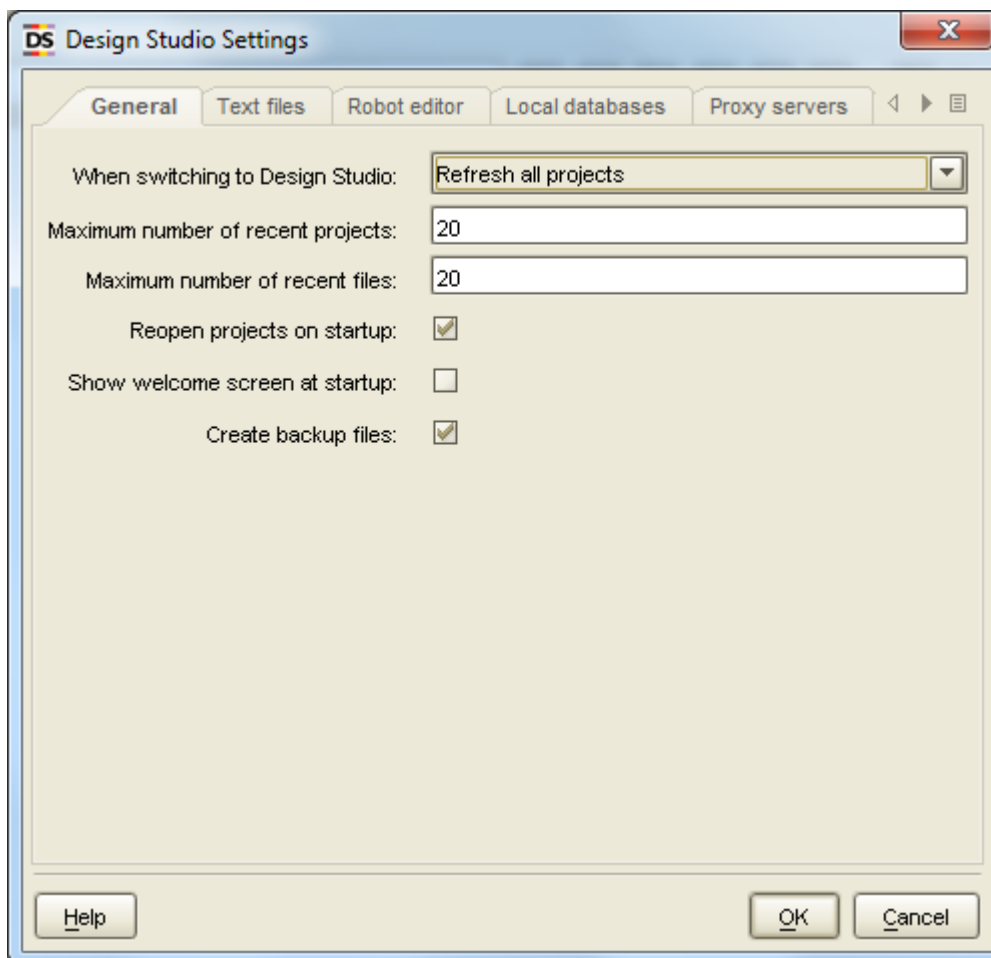 DS Design Studio Settings
General Text files Robot editor Local databases Proxy servers
When switching to Design Studio: Refresh all projects
Maximum number of recent projects: 20
Maximum number of recent files: 20
Reopen projects on startup:
Show welcome screen at startup:
Create backup files:
Help OK Cancel